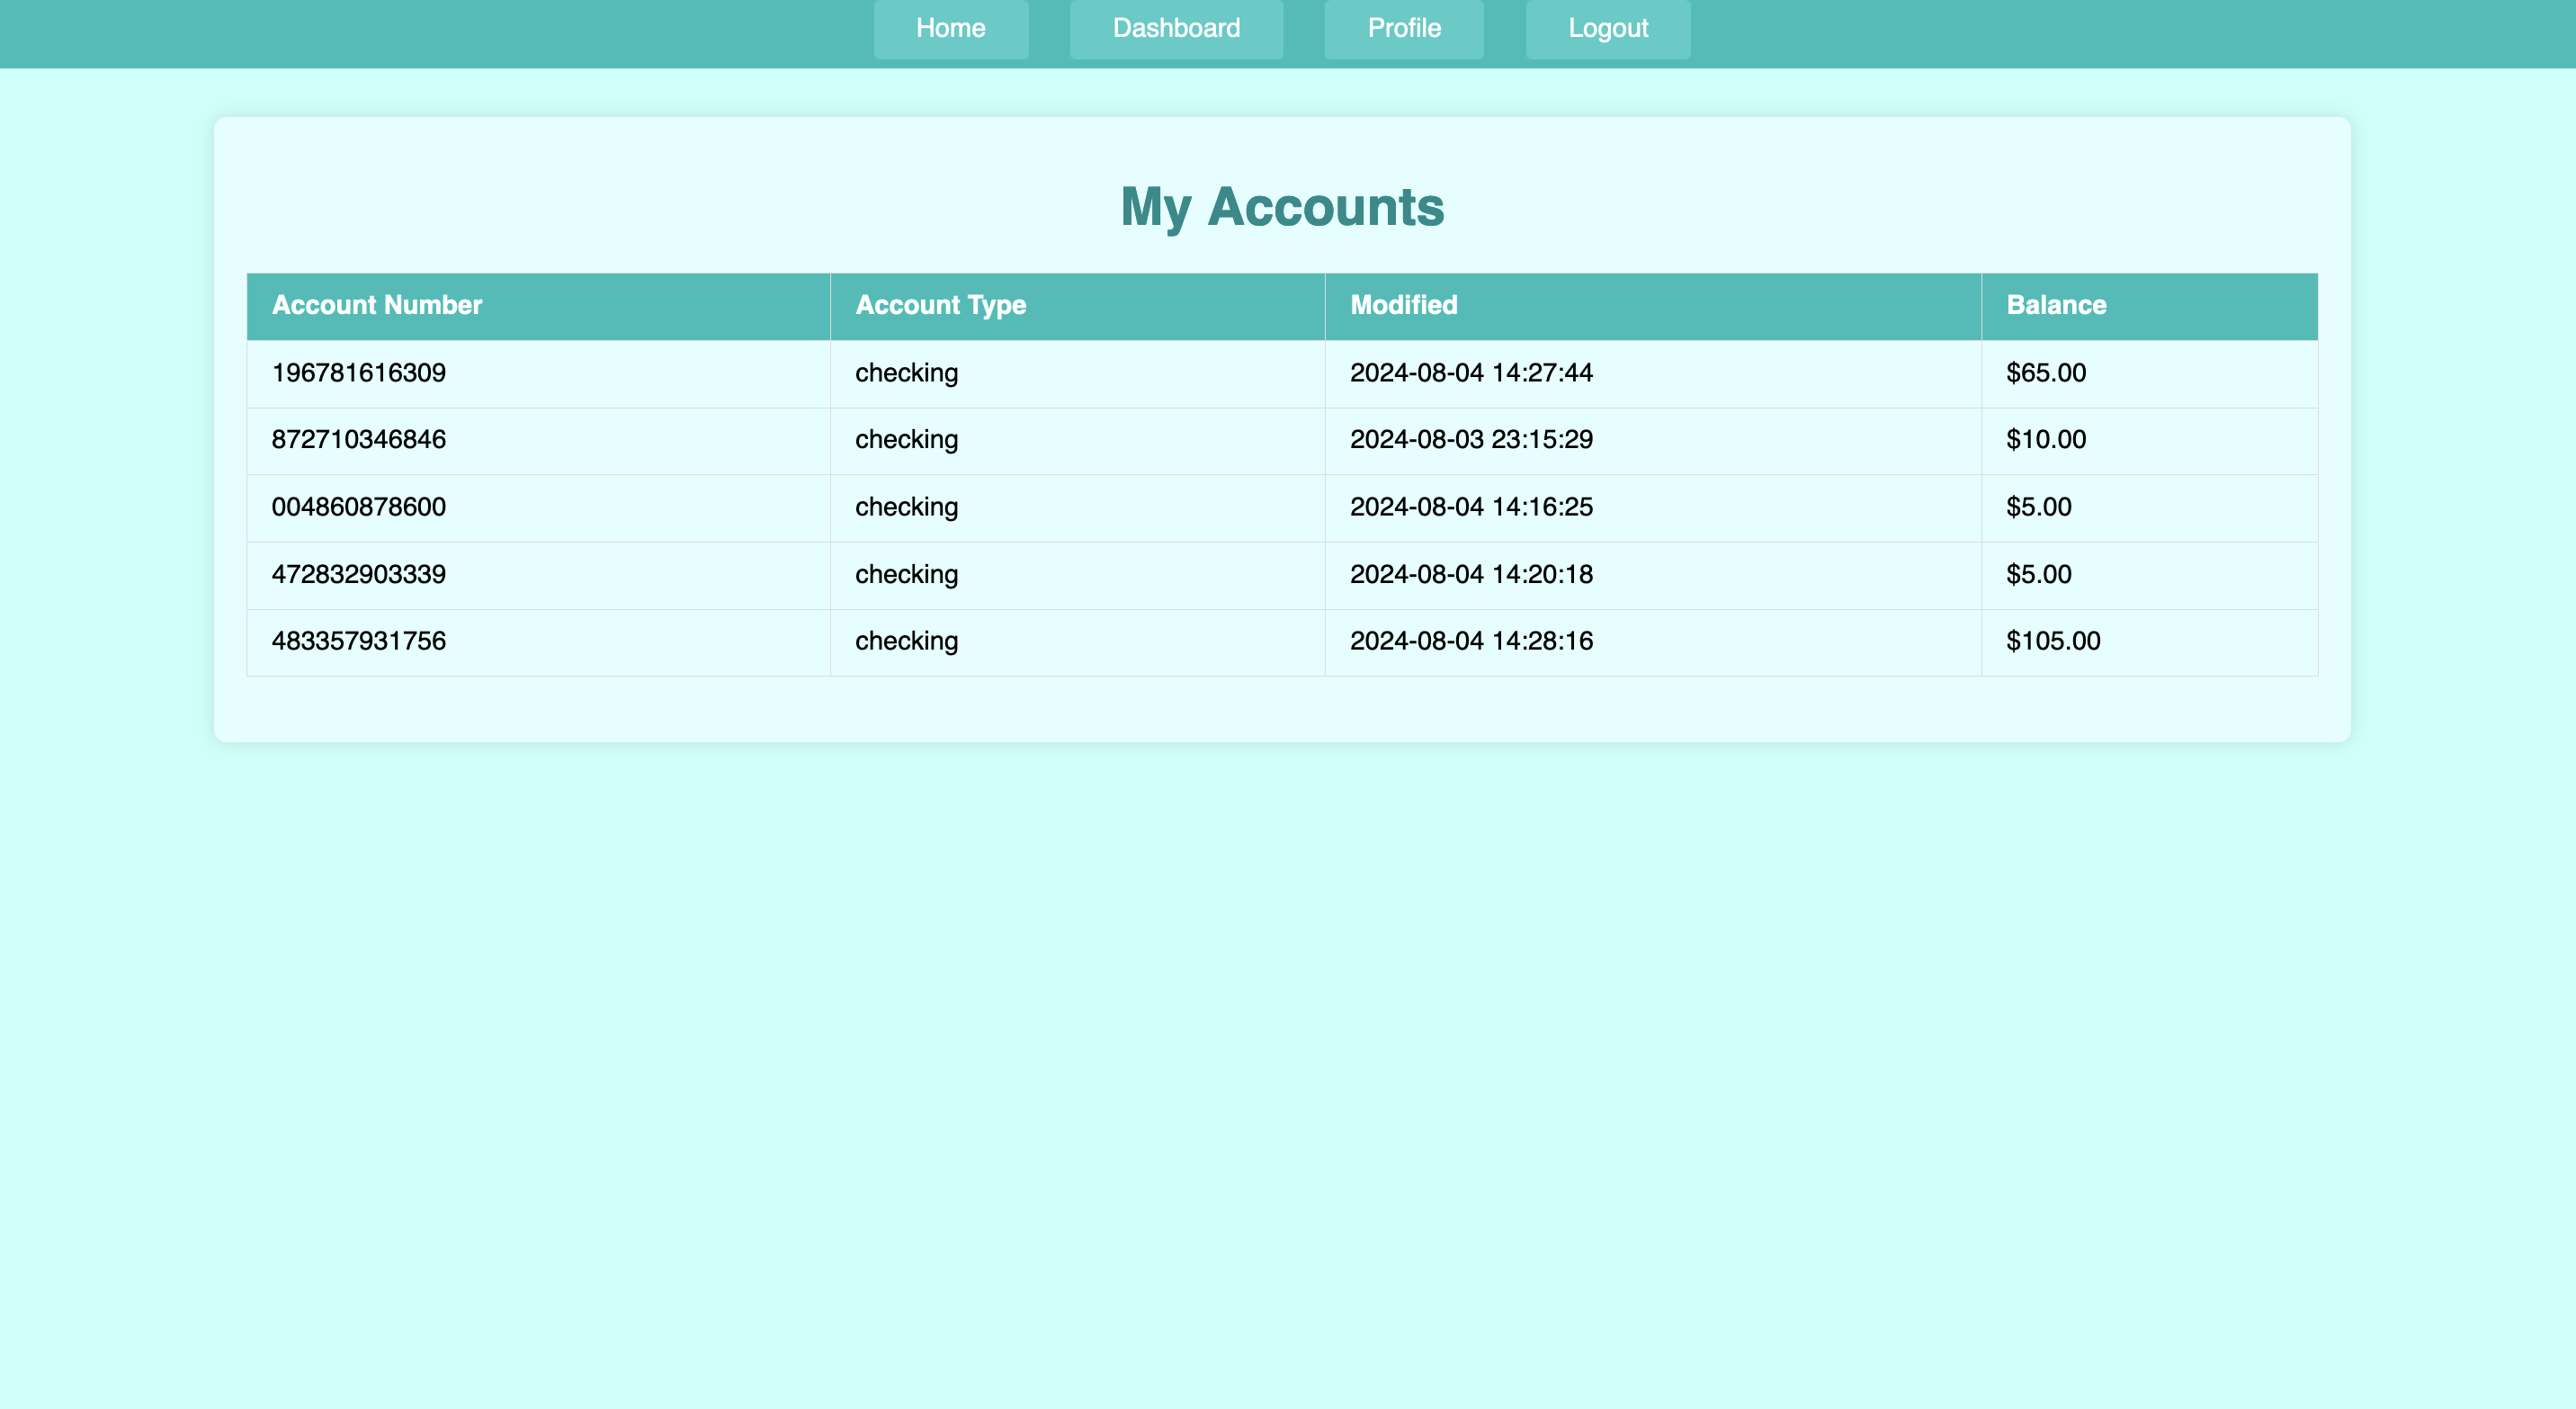 Home Dashboard Profile Logout
My Accounts
Account Number Account Type Modified Balance
196781616309 checking 2024-08-04 14:27:44 $65.00
872710346846 checking 2024-08-03 23:15:29 $10.00
004860878600 checking 2024-08-04 14:16:25 $5.00
472832903339 checking 2024-08-04 14:20:18 $5.00
483357931756 checking 2024-08-04 14:28:16 $105.00